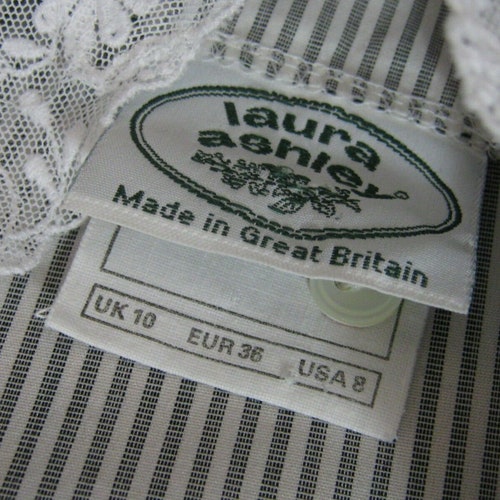 laura
ashley
Made in Great Britain
UK 10 EUR 36 USA 8